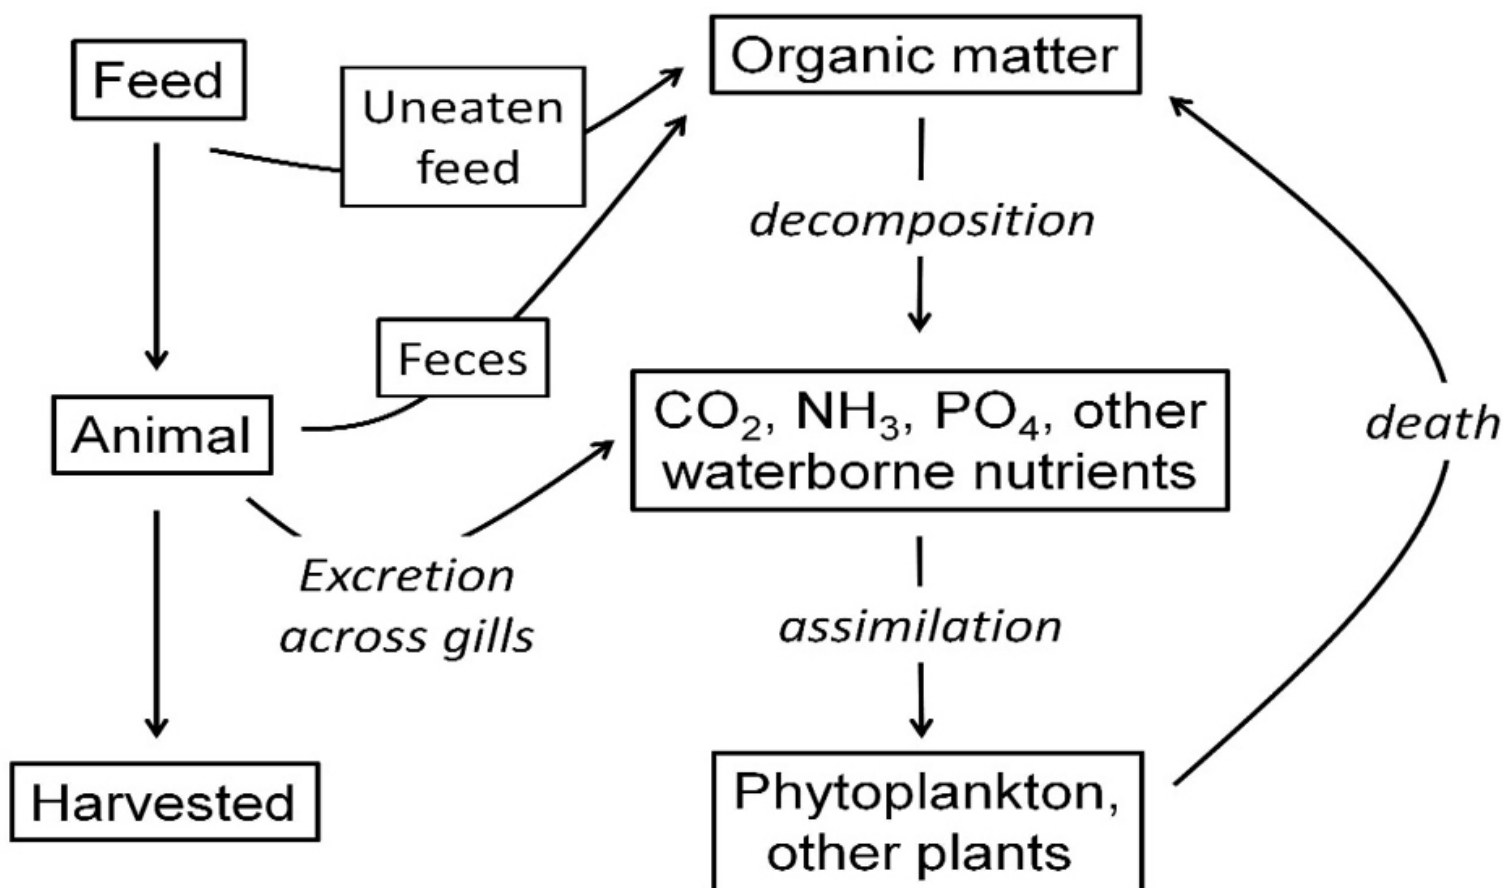 Feed
Uneaten
feed
Organic matter
decomposition
Feces
Animal
CO₂, NH₃, PO₄, other
waterborne nutrients
death
Excretion
across gills
assimilation
Harvested
Phytoplankton,
other plants